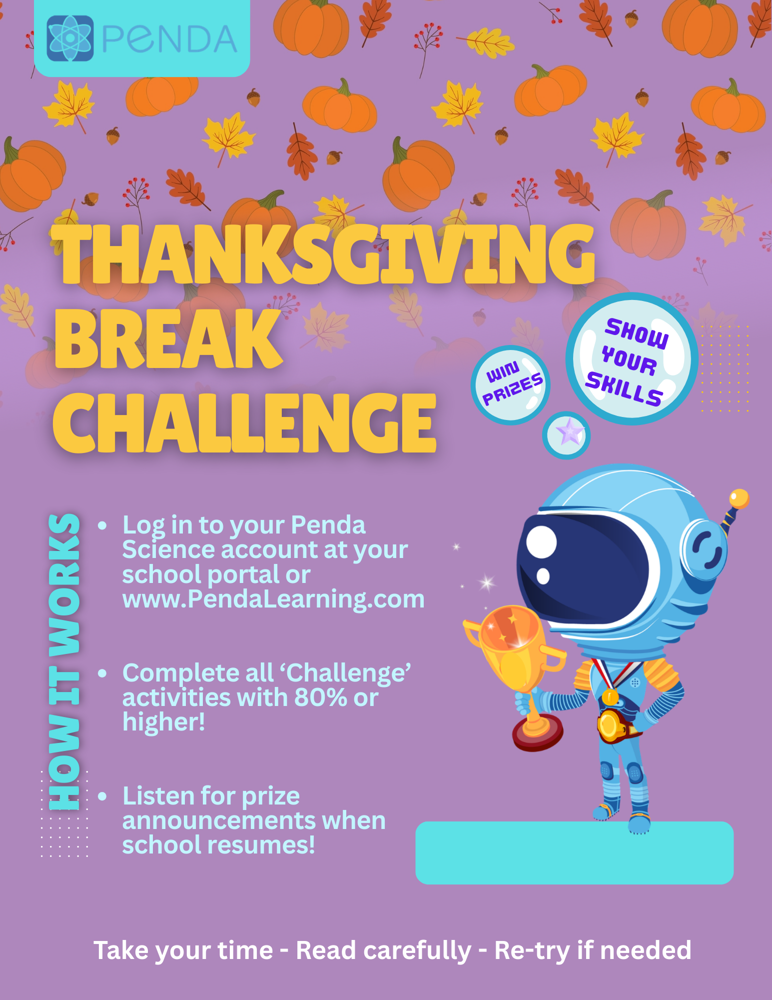 PENDA
THANKSGIVING
BREAK
CHALLENGE
WIN
PRIZES
SHOW
YOUR
SKILLS
HOW IT WORKS
• Log in to your Penda
Science account at your
school portal or
www.PendaLearning.com
• Complete all ‘Challenge’
activities with 80% or
higher!
• Listen for prize
announcements when
school resumes!
Take your time - Read carefully - Re-try if needed